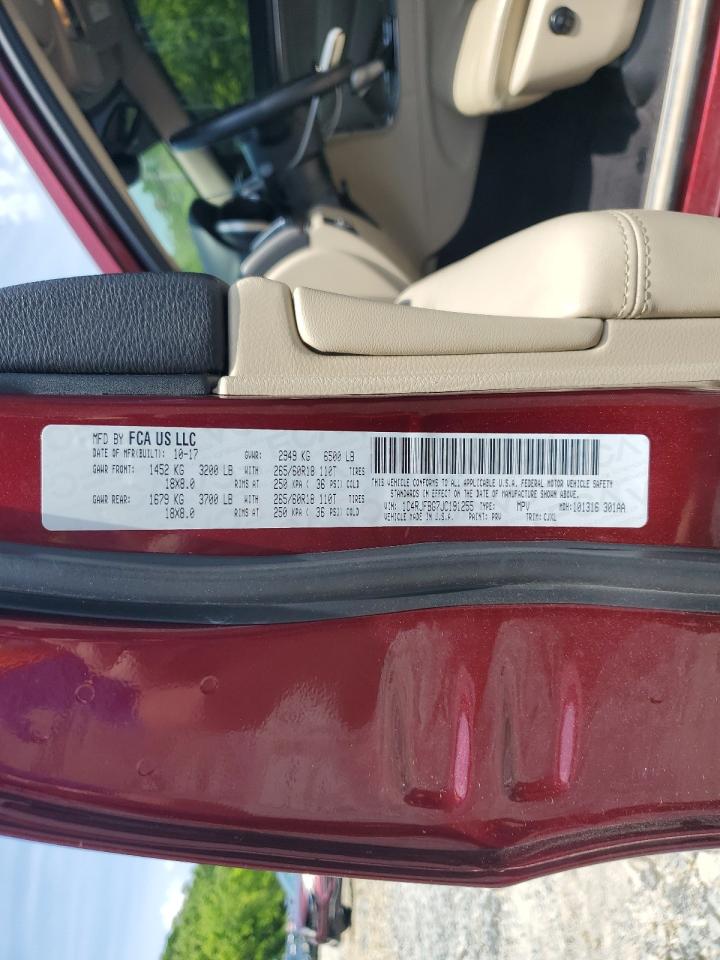 MFD BY FCA US LLC
DATE OF MFR(BUILT): 10-17 GVWR: 2949 KG 6500 LB
GAWR FRONT: 1452 KG 3200 LB WITH 265/60R18 110T TIRES
18X8.0 RIMS AT 250 KPA ( 36 PSI) COLD
GAWR REAR: 1679 KG 3700 LB WITH 265/60R18 110T TIRES
18X8.0 RIMS AT 250 KPA ( 36 PSI) COLD
THIS VEHICLE CONFORMS TO ALL APPLICABLE U.S.A. FEDERAL MOTOR VEHICLE SAFETY
STANDARDS IN EFFECT ON THE DATE OF MANUFACTURE SHOWN ABOVE.
VIN: 1C4RJFBG7JC191255 TYPE: MPV MDH:101316 301AA
VEHICLE MADE IN U.S.A. PAINT: PRV TRIM: CJXL